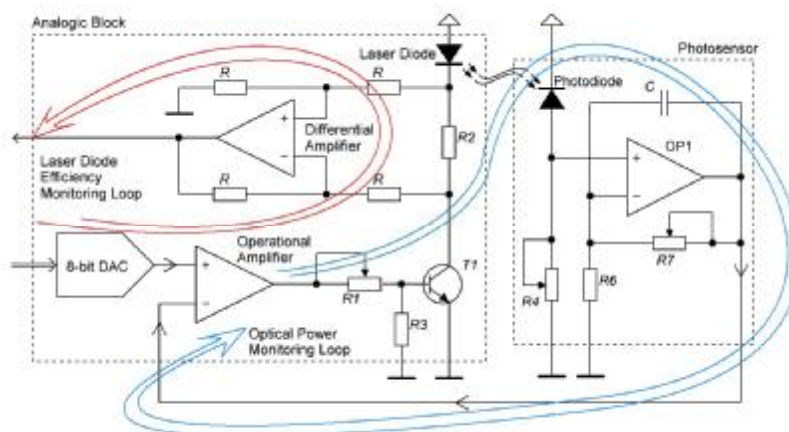 Analogic Block
Laser Diode
Photosensor
Photodiode
R
R
C
Differential
Amplifier
+
−
R2
OP1
+
−
Laser Diode
Efficiency
Monitoring Loop
R
R
Operational
Amplifier
8-bit DAC
+
−
T1
R1
R7
R4
R6
R3
Optical Power
Monitoring Loop